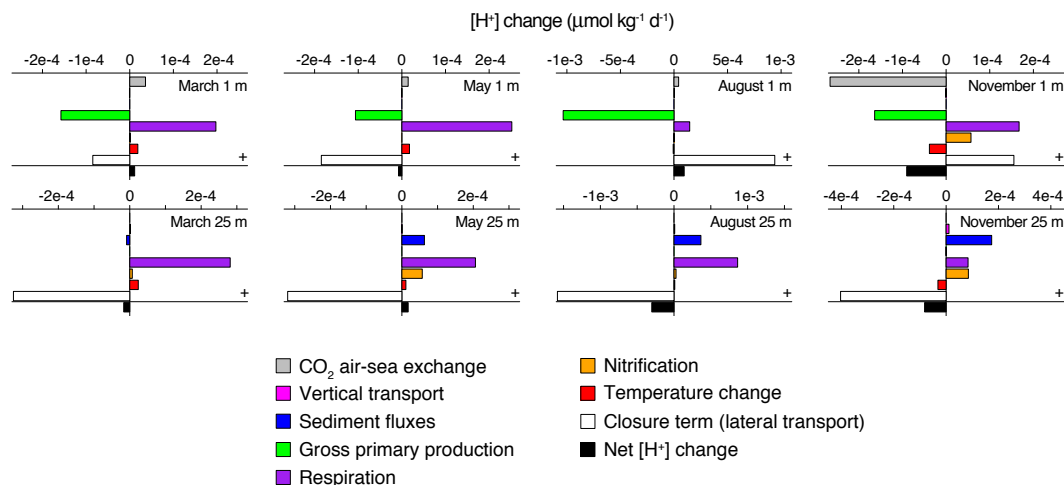 [H⁺] change (μmol kg⁻¹ d⁻¹)
-2e-4 -1e-4 0 1e-4 2e-4
March 1 m
+
-2e-4 -1e-4 0 1e-4 2e-4
May 1 m
+
-1e-3 -5e-4 0 5e-4 1e-3
August 1 m
+
-2e-4 -1e-4 0 1e-4 2e-4
November 1 m
+
-2e-4 0 2e-4
March 25 m
+
-2e-4 0 2e-4
May 25 m
+
-1e-3 0 1e-3
August 25 m
+
-4e-4 -2e-4 0 2e-4 4e-4
November 25 m
+
CO₂ air-sea exchange
Vertical transport
Sediment fluxes
Gross primary production
Respiration
Nitrification
Temperature change
Closure term (lateral transport)
Net [H⁺] change